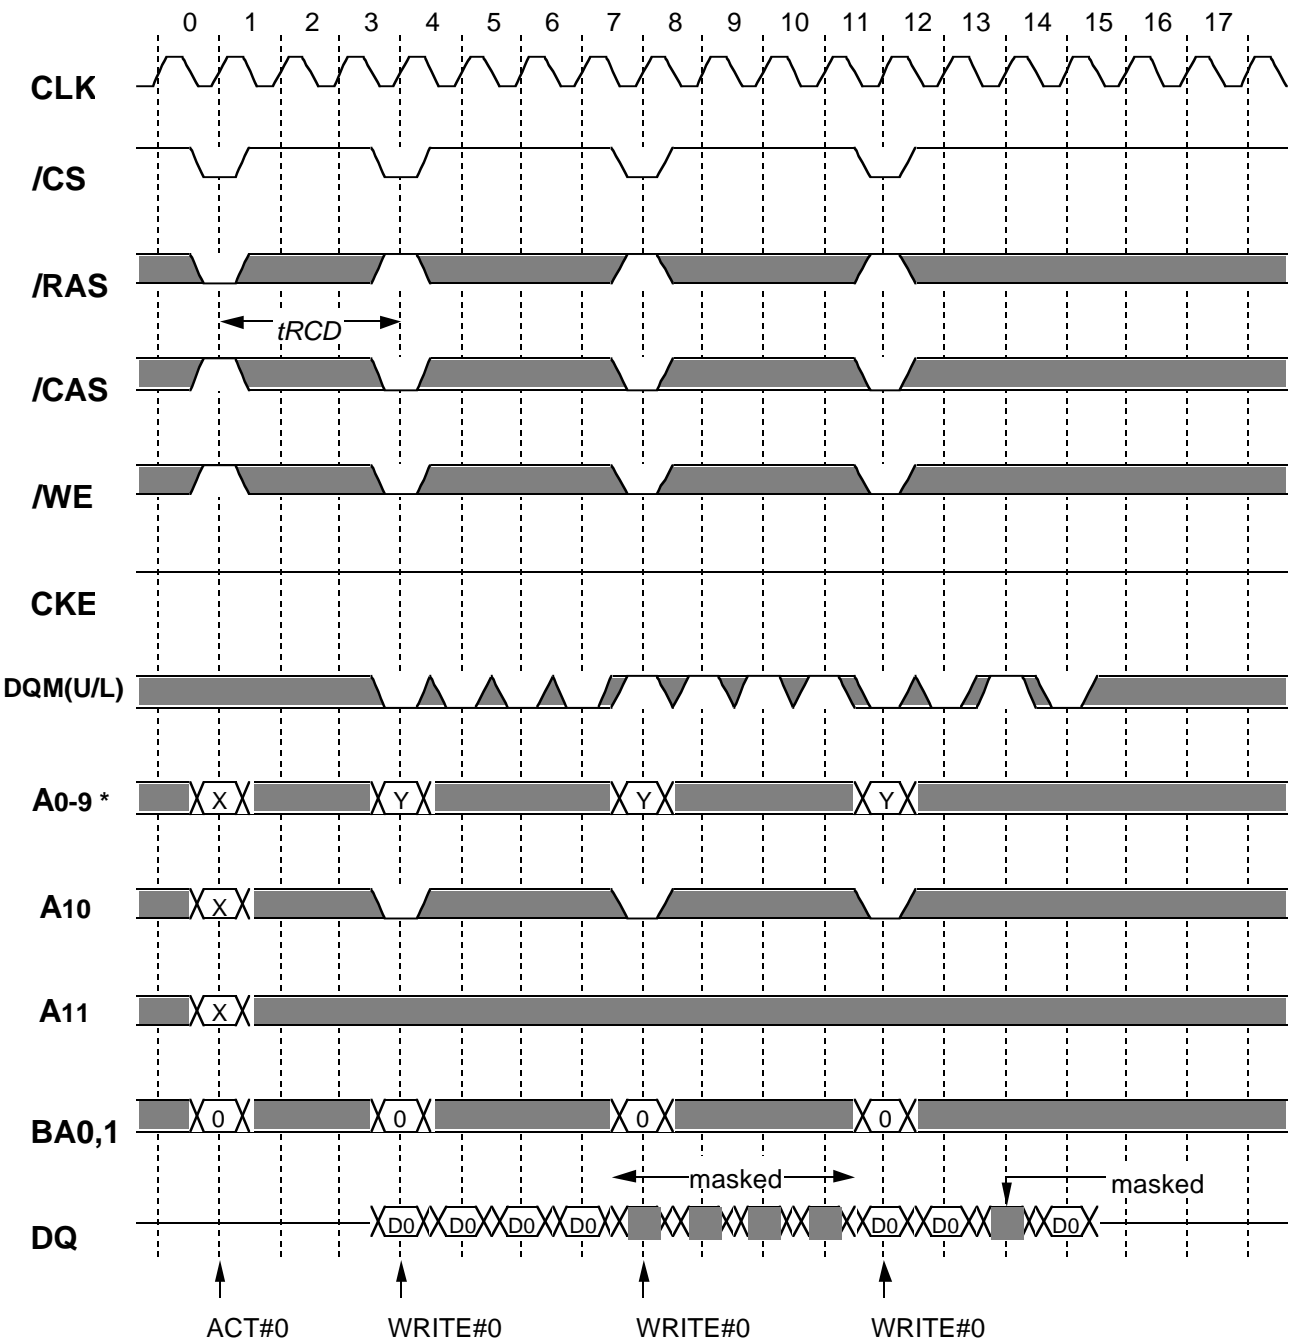 0 1 2 3 4 5 6 7 8 9 10 11 12 13 14 15 16 17
CLK
/CS
/RAS
tRCD
/CAS
/WE
CKE
DQM(U/L)
A0-9 * X Y Y Y
A10 X
A11 X
BA0,1 0 0 0 0
masked masked
DQ D0 D0 D0 D0 D0 D0 D0
ACT#0 WRITE#0 WRITE#0 WRITE#0